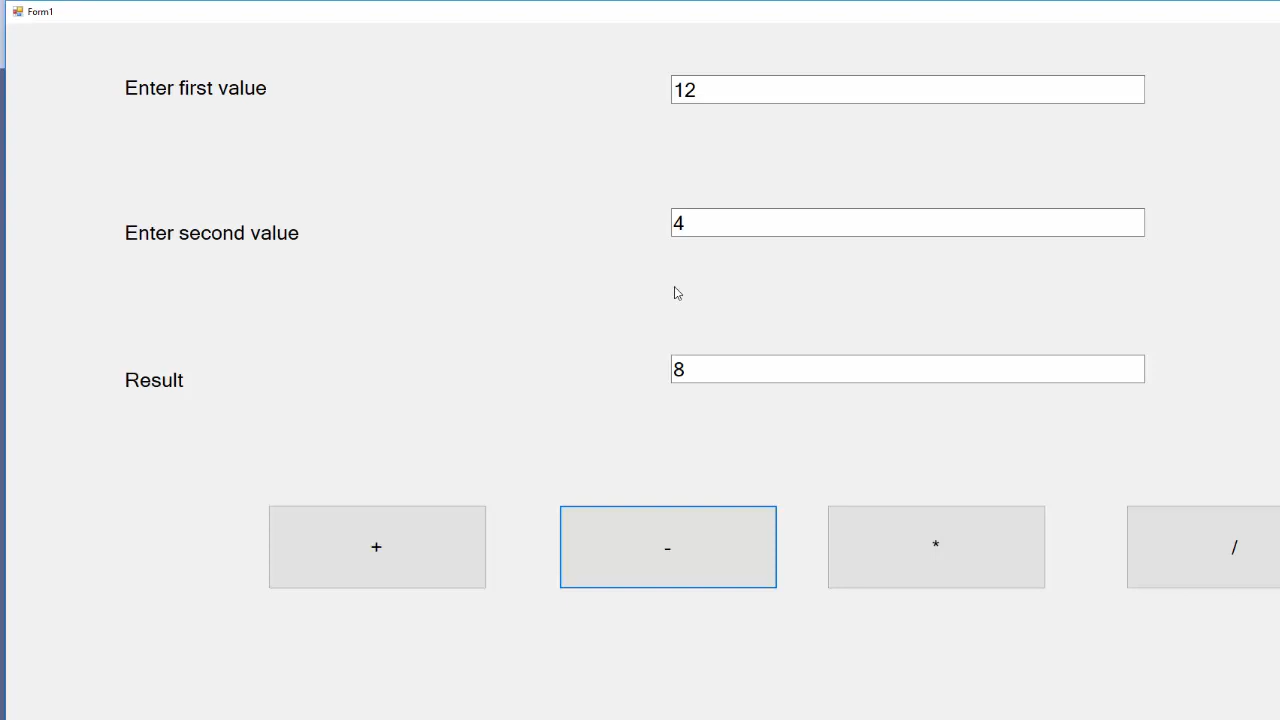 Form1
Enter first value
12
Enter second value
4
Result
8
+ - * /